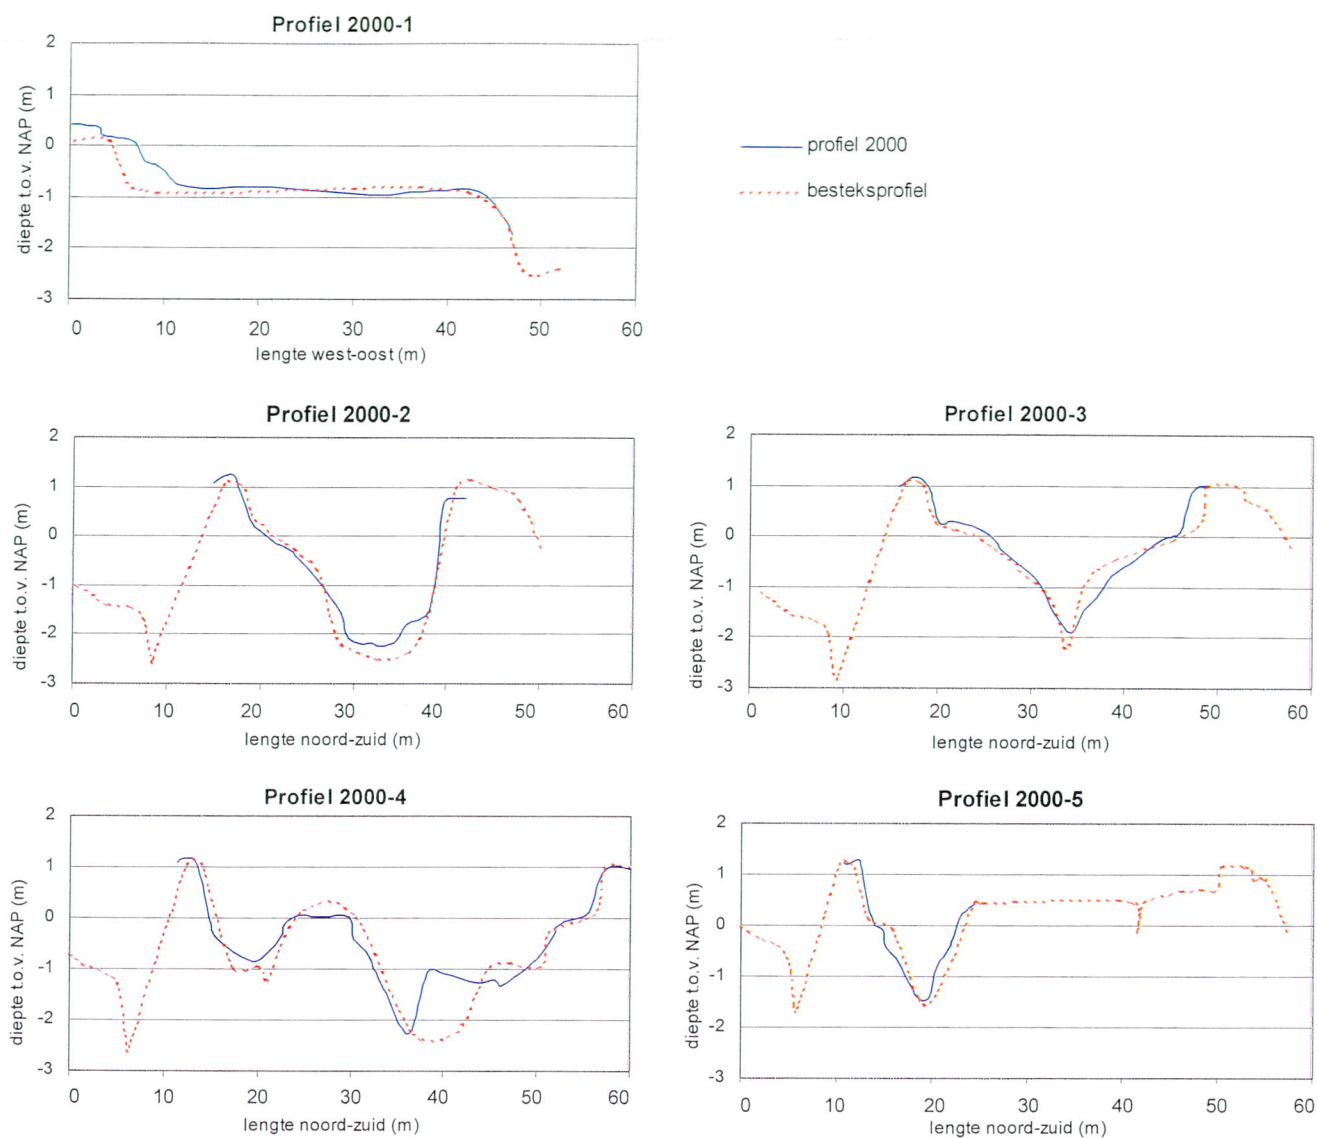 Profiel 2000-1
2
1
0
-1
-2
-3
diepte t.o.v. NAP (m)
0 10 20 30 40 50 60
lengte west-oost (m)
profiel 2000
besteksprofiel
Profiel 2000-2
2
1
0
-1
-2
-3
diepte t.o.v. NAP (m)
0 10 20 30 40 50 60
lengte noord-zuid (m)
Profiel 2000-3
2
1
0
-1
-2
-3
diepte t.o.v. NAP (m)
0 10 20 30 40 50 60
lengte noord-zuid (m)
Profiel 2000-4
2
1
0
-1
-2
-3
diepte t.o.v. NAP (m)
0 10 20 30 40 50 60
lengte noord-zuid (m)
Profiel 2000-5
2
1
0
-1
-2
-3
diepte t.o.v. NAP (m)
0 10 20 30 40 50 60
lengte noord-zuid (m)